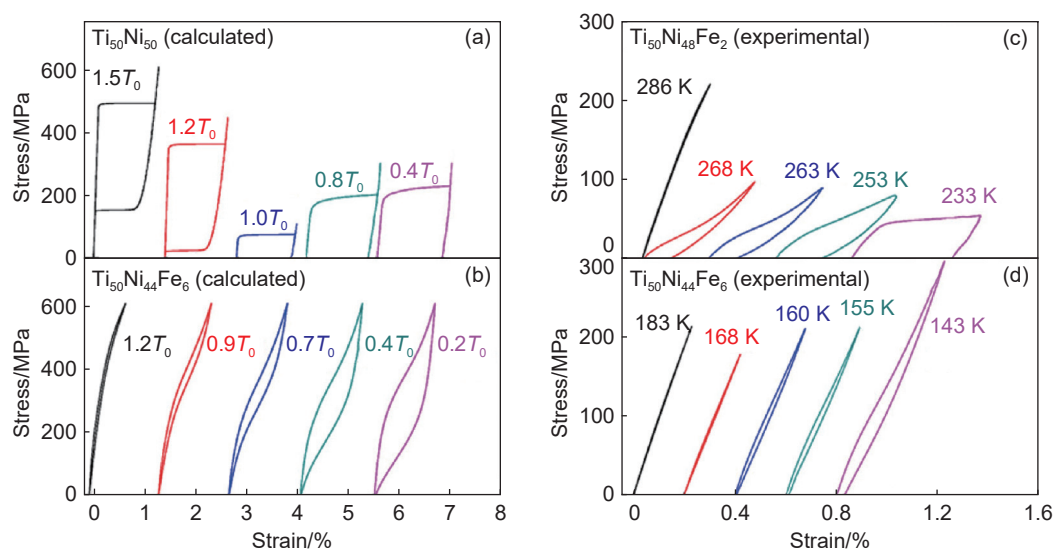 Ti₅₀Ni₅₀ (calculated) (a)
600
400
200
0
Stress/MPa
1.5T₀
1.2T₀
1.0T₀
0.8T₀
0.4T₀
Ti₅₀Ni₄₄Fe₆ (calculated) (b)
600
400
200
0
Stress/MPa
1.2T₀
0.9T₀
0.7T₀
0.4T₀
0.2T₀
0 1 2 3 4 5 6 7 8
Strain/%
300
Ti₅₀Ni₄₈Fe₂ (experimental) (c)
200
100
0
Stress/MPa
286 K
268 K
263 K
253 K
233 K
Ti₅₀Ni₄₄Fe₆ (experimental) (d)
300
200
100
0
Stress/MPa
183 K
168 K
160 K
155 K
143 K
0 0.4 0.8 1.2 1.6
Strain/%